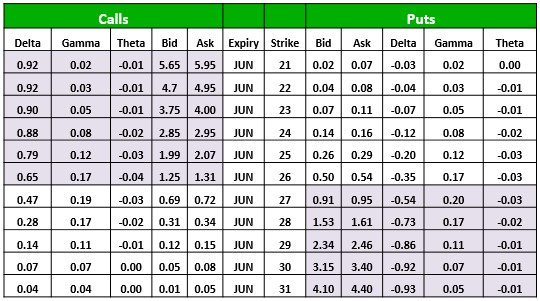 Calls Puts
Delta Gamma Theta Bid Ask Expiry Strike Bid Ask Delta Gamma Theta
0.92 0.02 -0.01 5.65 5.95 JUN 21 0.02 0.07 -0.03 0.02 0.00
0.92 0.03 -0.01 4.7 4.95 JUN 22 0.04 0.08 -0.04 0.03 -0.01
0.90 0.05 -0.01 3.75 4.00 JUN 23 0.07 0.11 -0.07 0.05 -0.01
0.88 0.08 -0.02 2.85 2.95 JUN 24 0.14 0.16 -0.12 0.08 -0.02
0.79 0.12 -0.03 1.99 2.07 JUN 25 0.26 0.29 -0.20 0.12 -0.03
0.65 0.17 -0.04 1.25 1.31 JUN 26 0.50 0.54 -0.35 0.17 -0.03
0.47 0.19 -0.03 0.69 0.72 JUN 27 0.91 0.95 -0.54 0.20 -0.03
0.28 0.17 -0.02 0.31 0.34 JUN 28 1.53 1.61 -0.73 0.17 -0.02
0.14 0.11 -0.01 0.12 0.15 JUN 29 2.34 2.46 -0.86 0.11 -0.01
0.07 0.07 0.00 0.05 0.08 JUN 30 3.15 3.40 -0.92 0.07 -0.01
0.04 0.04 0.00 0.01 0.05 JUN 31 4.10 4.40 -0.93 0.05 -0.01